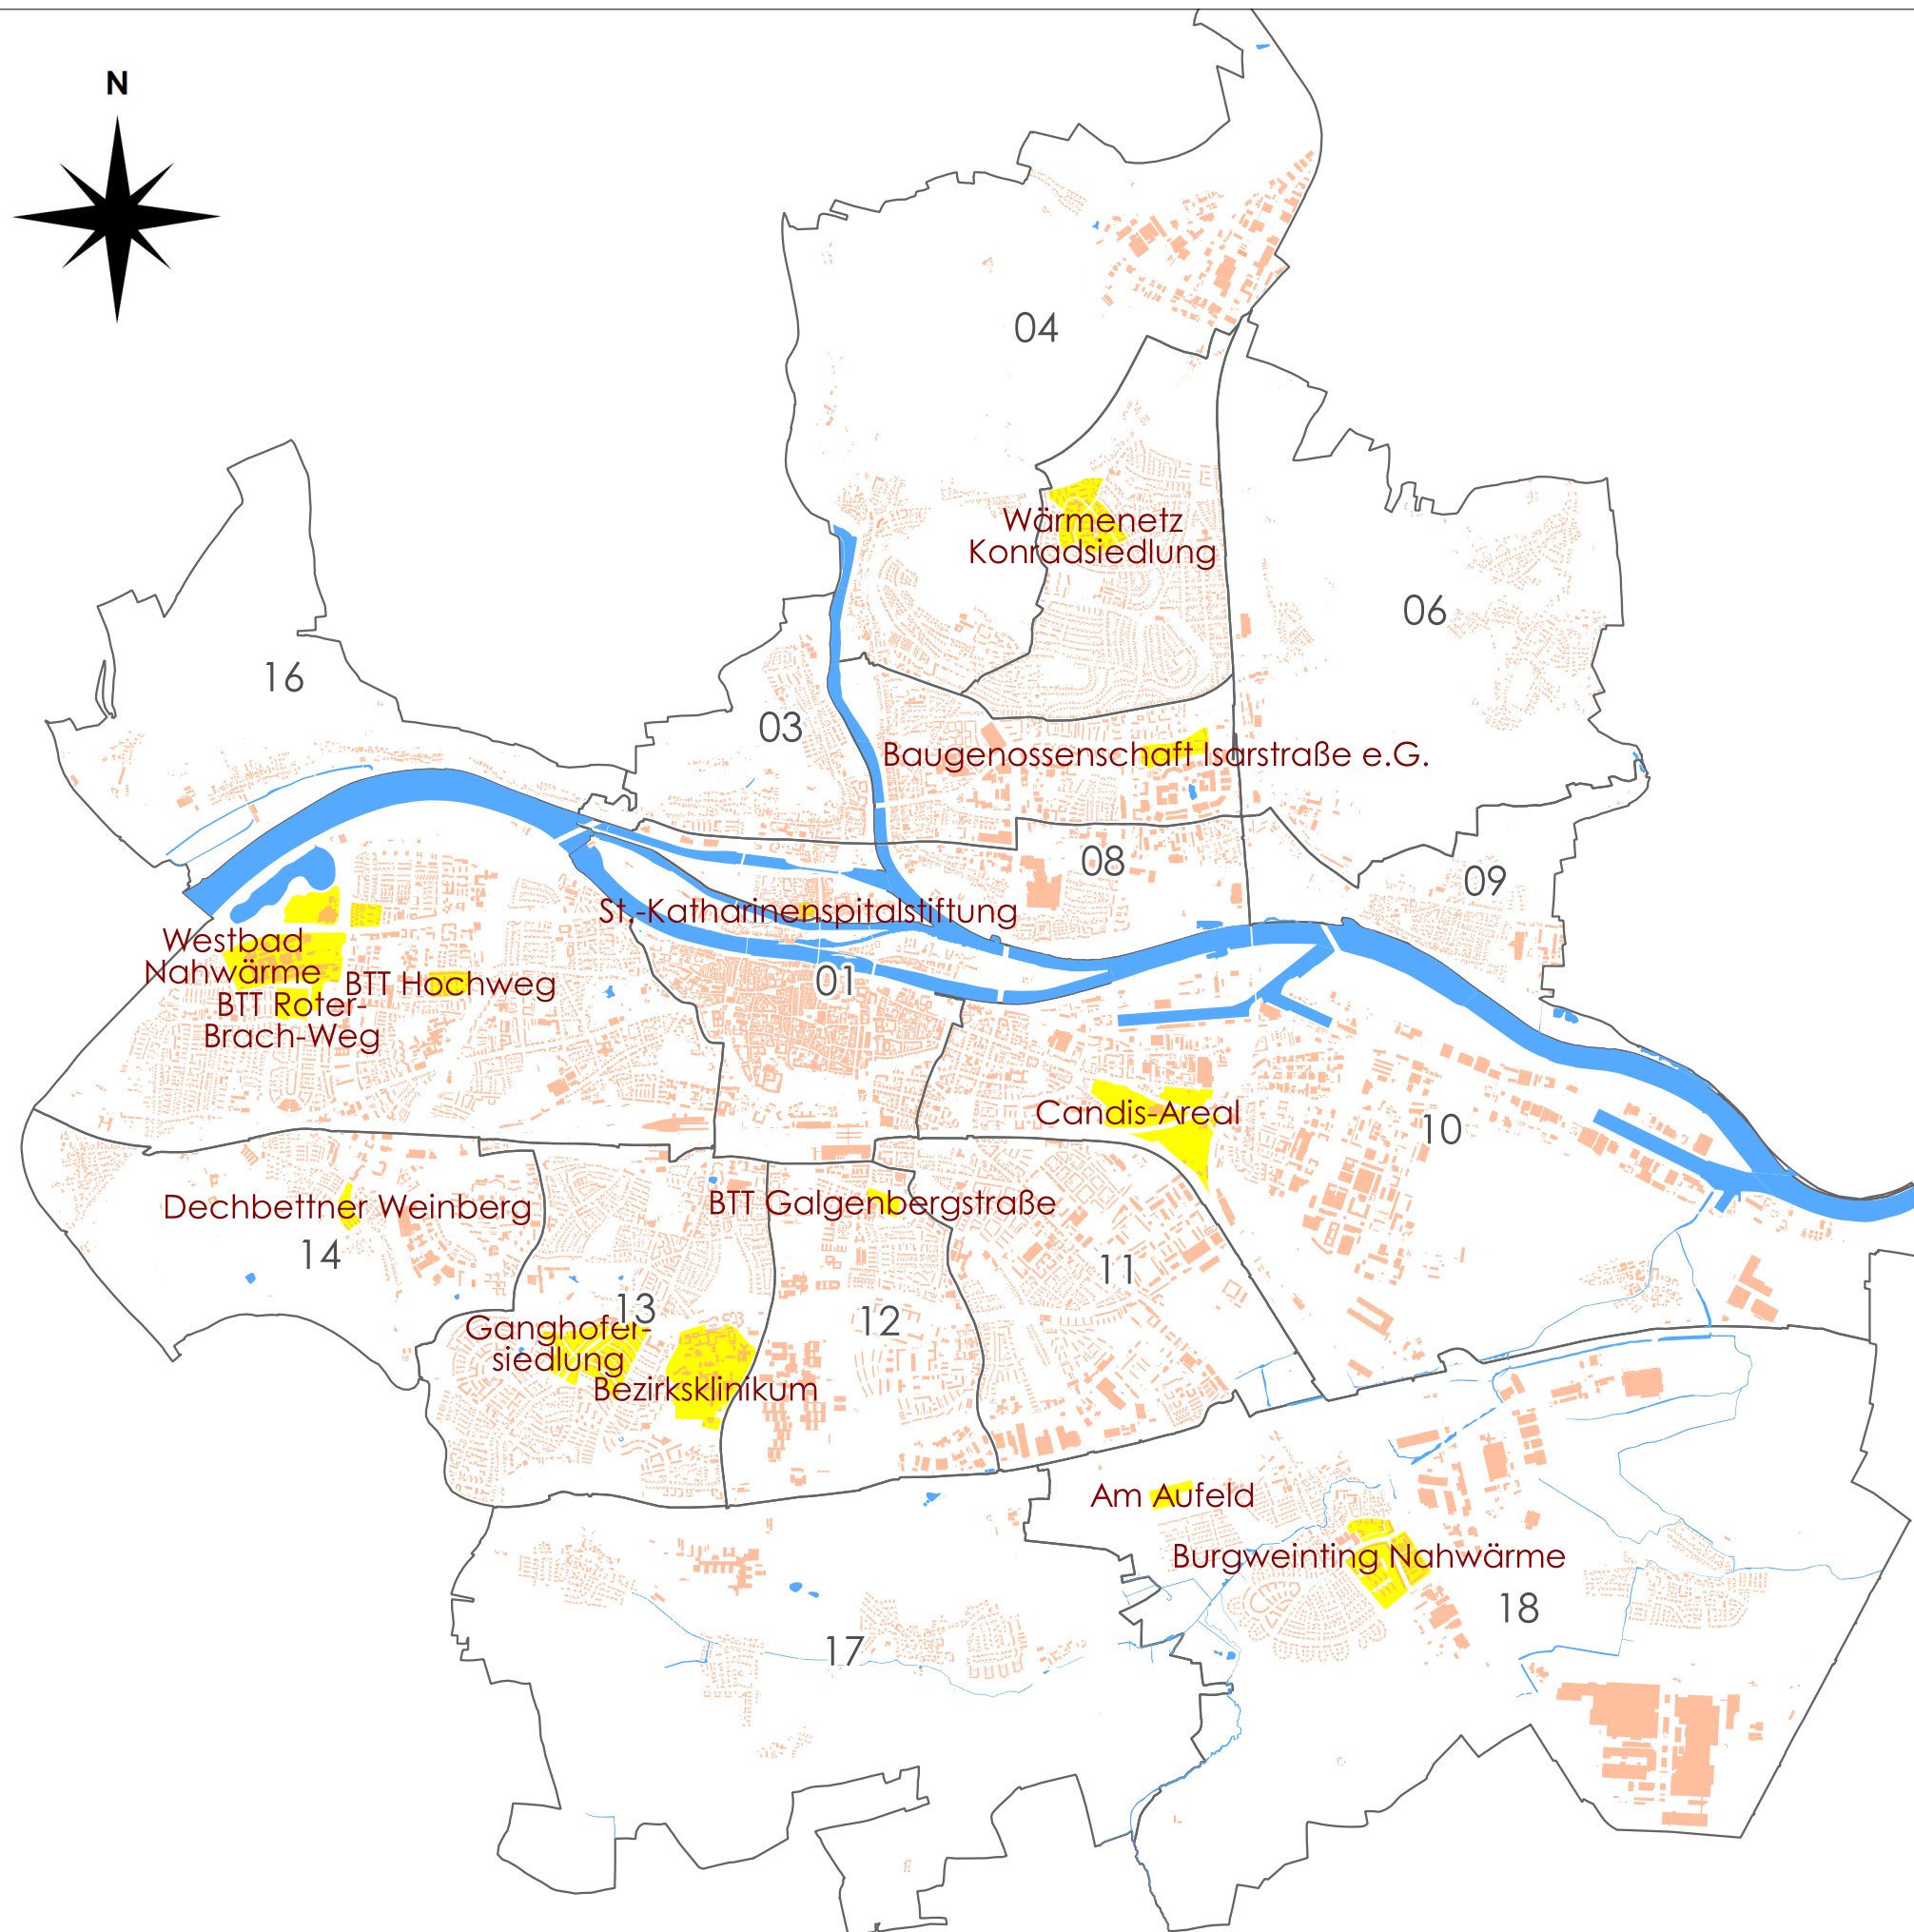 N
04
Wärmenetz
Konradsiedlung
06
16
03
Baugenossenschaft Isarstraße e.G.
08
09
St.-Katharinenspitalstiftung
Westbad
Nahwärme
BTT Hochweg
01
BTT Roter-
Brach-Weg
Candis-Areal
10
Dechbettner Weinberg
BTT Galgenbergstraße
14
11
13
12
Ganghofer-
siedlung
Bezirksklinikum
Am Aufeld
Burgweinting Nahwärme
18
17